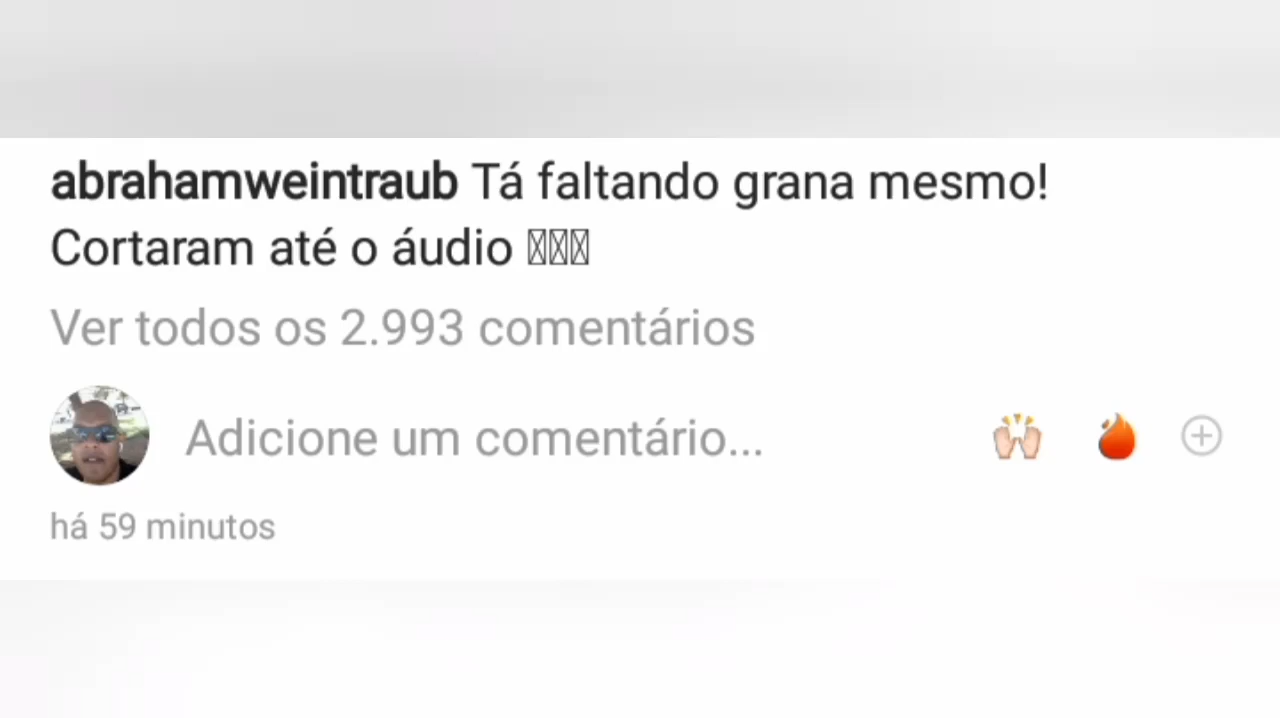 abrahamweintraub Tá faltando grana mesmo!
Cortaram até o áudio
Ver todos os 2.993 comentários
Adicione um comentário...
há 59 minutos